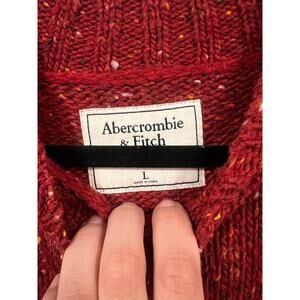 Abercrombie
& Fitch
L
MADE IN CHINA